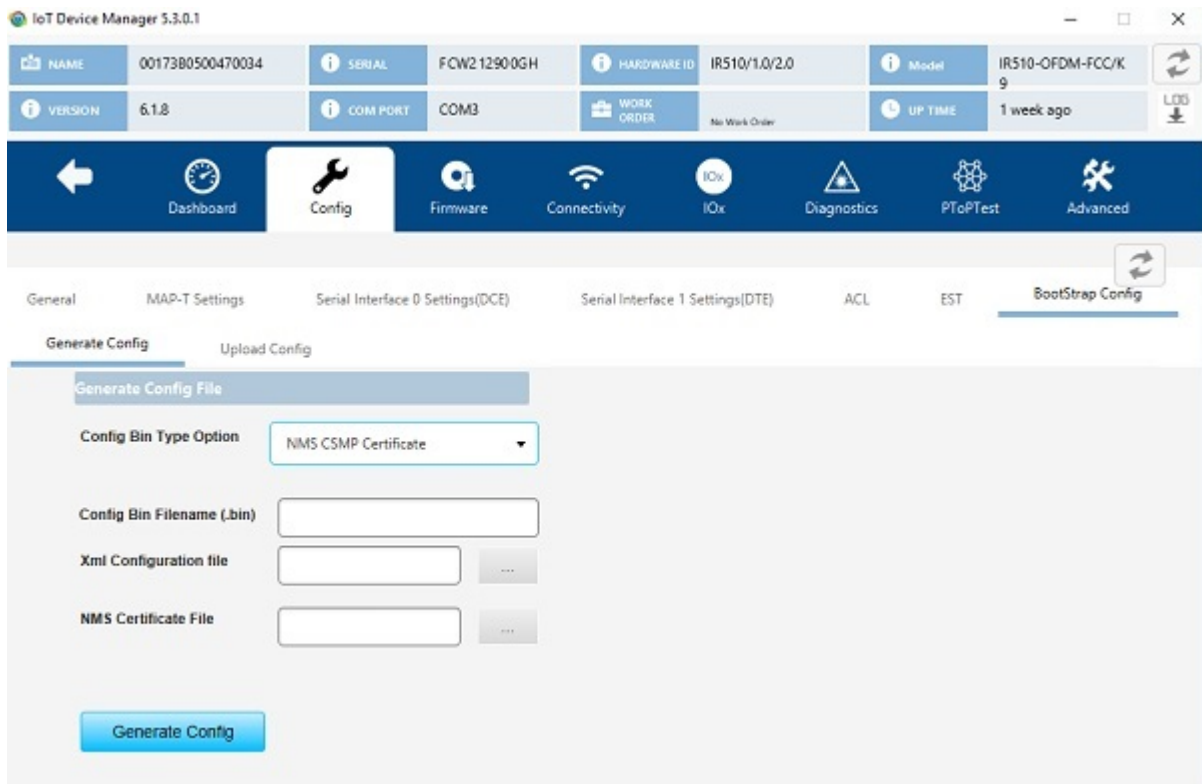 IoT Device Manager 5.3.0.1
NAME 00173B0500470034 SERIAL FCW212900GH HARDWARE ID IR510/1.0/2.0 Model IR510-OFDM-FCC/K
9
VERSION 6.1.8 COM PORT COM3 WORK
ORDER No Work Order UP TIME 1 week ago LOG
IOx
Dashboard Config Firmware Connectivity IOx Diagnostics PToPTest Advanced
General MAP-T Settings Serial Interface 0 Settings(DCE) Serial Interface 1 Settings(DTE) ACL EST BootStrap Config
Generate Config Upload Config
Generate Config File
Config Bin Type Option NMS CSMP Certificate
Config Bin Filename (.bin)
Xml Configuration file ...
NMS Certificate File ...
Generate Config